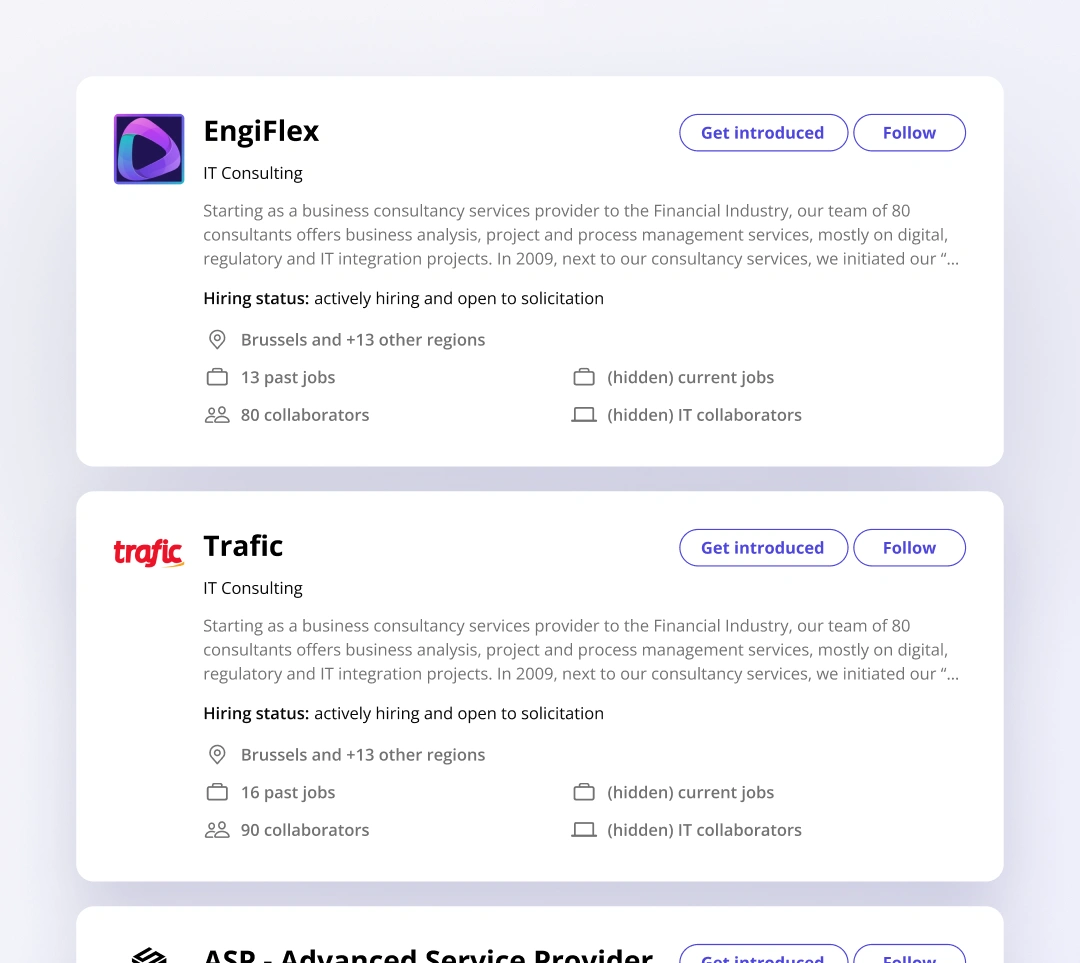 EngiFlex
Get introduced
Follow
IT Consulting
Starting as a business consultancy services provider to the Financial Industry, our team of 80
consultants offers business analysis, project and process management services, mostly on digital,
regulatory and IT integration projects. In 2009, next to our consultancy services, we initiated our “...
Hiring status: actively hiring and open to solicitation
Brussels and +13 other regions
13 past jobs
(hidden) current jobs
80 collaborators
(hidden) IT collaborators
trafic
Trafic
Get introduced
Follow
IT Consulting
Starting as a business consultancy services provider to the Financial Industry, our team of 80
consultants offers business analysis, project and process management services, mostly on digital,
regulatory and IT integration projects. In 2009, next to our consultancy services, we initiated our “...
Hiring status: actively hiring and open to solicitation
Brussels and +13 other regions
16 past jobs
(hidden) current jobs
90 collaborators
(hidden) IT collaborators
ASP - Advanced Service Provider
Get introduced
Follow